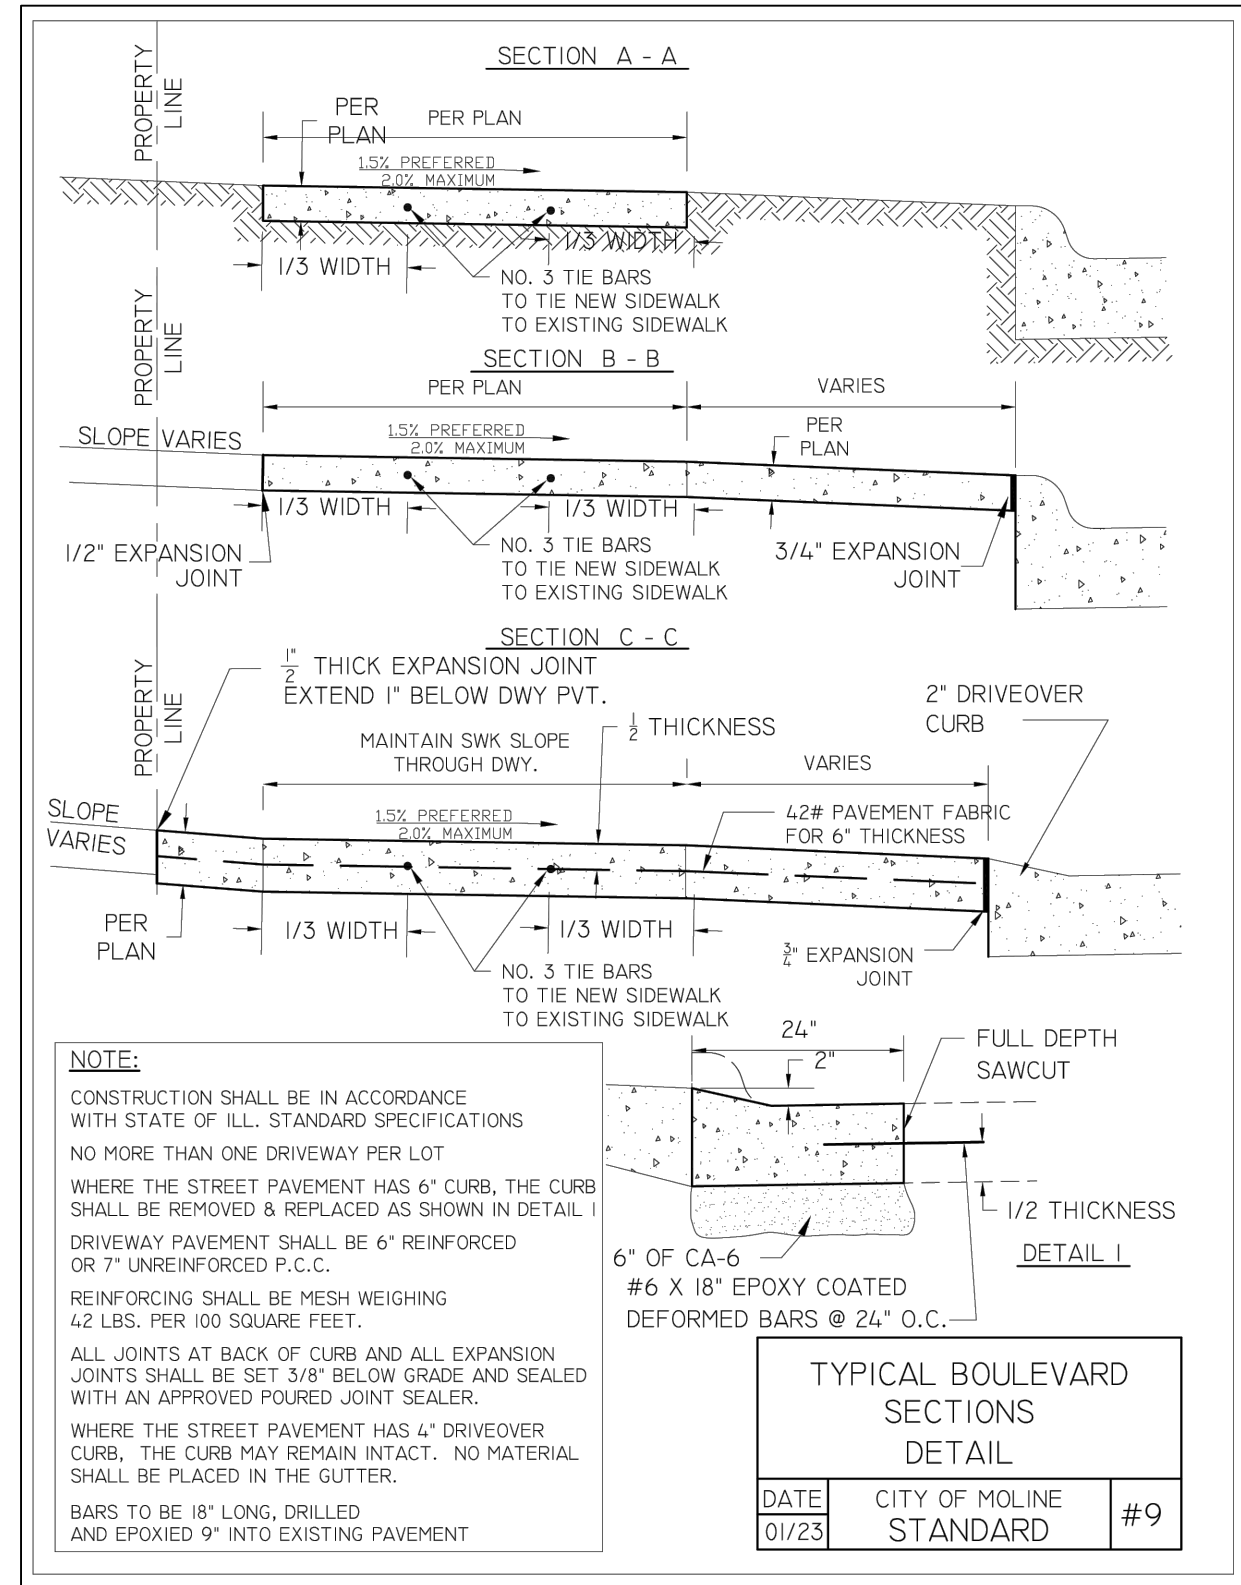 SECTION A - A
PROPERTY
LINE
PER
PLAN
PER PLAN
1.5% PREFERRED
2.0% MAXIMUM
1/3 WIDTH
1/3 WIDTH
NO. 3 TIE BARS
TO TIE NEW SIDEWALK
TO EXISTING SIDEWALK
SECTION B - B
PROPERTY
LINE
PER PLAN
VARIES
SLOPE VARIES
1.5% PREFERRED
2.0% MAXIMUM
PER
PLAN
1/3 WIDTH
1/3 WIDTH
1/2" EXPANSION
JOINT
NO. 3 TIE BARS
TO TIE NEW SIDEWALK
TO EXISTING SIDEWALK
3/4" EXPANSION
JOINT
SECTION C - C
PROPERTY
LINE
1/2" THICK EXPANSION JOINT
EXTEND 1" BELOW DWY PVT.
2" DRIVEOVER
CURB
MAINTAIN SWK SLOPE
THROUGH DWY.
1/2 THICKNESS
VARIES
SLOPE
VARIES
1.5% PREFERRED
2.0% MAXIMUM
42# PAVEMENT FABRIC
FOR 6" THICKNESS
PER
PLAN
1/3 WIDTH
1/3 WIDTH
3/4" EXPANSION
JOINT
NO. 3 TIE BARS
TO TIE NEW SIDEWALK
TO EXISTING SIDEWALK
NOTE:
CONSTRUCTION SHALL BE IN ACCORDANCE
WITH STATE OF ILL. STANDARD SPECIFICATIONS
NO MORE THAN ONE DRIVEWAY PER LOT
WHERE THE STREET PAVEMENT HAS 6" CURB, THE CURB
SHALL BE REMOVED & REPLACED AS SHOWN IN DETAIL 1
DRIVEWAY PAVEMENT SHALL BE 6" REINFORCED
OR 7" UNREINFORCED P.C.C.
REINFORCING SHALL BE MESH WEIGHING
42 LBS. PER 100 SQUARE FEET.
ALL JOINTS AT BACK OF CURB AND ALL EXPANSION
JOINTS SHALL BE SET 3/8" BELOW GRADE AND SEALED
WITH AN APPROVED POURED JOINT SEALER.
WHERE THE STREET PAVEMENT HAS 4" DRIVEOVER
CURB, THE CURB MAY REMAIN INTACT. NO MATERIAL
SHALL BE PLACED IN THE GUTTER.
BARS TO BE 18" LONG, DRILLED
AND EPOXIED 9" INTO EXISTING PAVEMENT
24"
2"
FULL DEPTH
SAWCUT
1/2 THICKNESS
DETAIL 1
6" OF CA-6
#6 X 18" EPOXY COATED
DEFORMED BARS @ 24" O.C.
TYPICAL BOULEVARD
SECTIONS
DETAIL
DATE
01/23
CITY OF MOLINE
STANDARD
#9